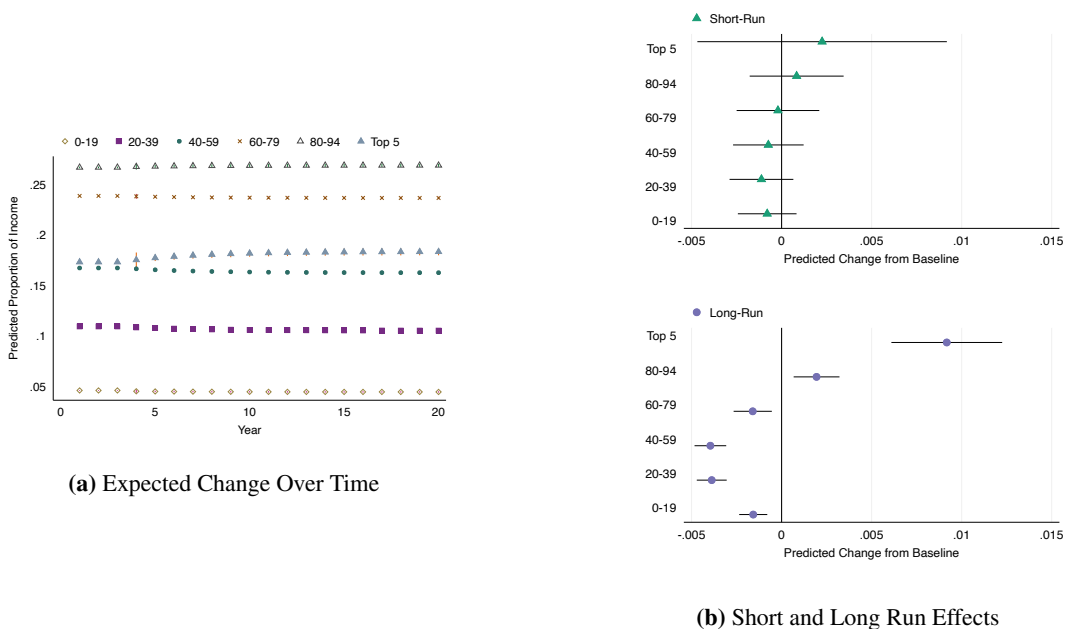 0-19 20-39 40-59 60-79 80-94 Top 5
Predicted Proportion of Income
.25
.2
.15
.1
.05
0 5 10 15 20
Year
(a) Expected Change Over Time
Short-Run
Top 5
80-94
60-79
40-59
20-39
0-19
-.005 0 .005 .01 .015
Predicted Change from Baseline
Long-Run
Top 5
80-94
60-79
40-59
20-39
0-19
-.005 0 .005 .01 .015
Predicted Change from Baseline
(b) Short and Long Run Effects